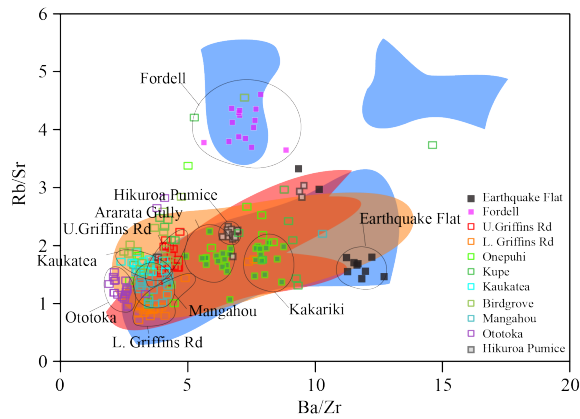 6
5
4
3
2
1
0
Rb/Sr
0
5
10
15
20
Ba/Zr
Fordell
Hikuroa Pumice
Ararata Gully
U.Griffins Rd
Kaukatea
Ototoka
L. Griffins Rd
Mangahou
Kakariki
Earthquake Flat
Earthquake Flat
Fordell
U.Griffins Rd
L. Griffins Rd
Onepuhi
Kupe
Kaukatea
Birdgrove
Mangahou
Ototoka
Hikuroa Pumice